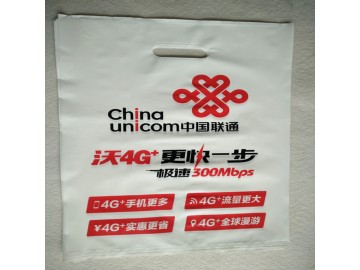 China
unicom中国联通
沃4G+更快一步
极速300Mbps
4G+手机更多
4G+流量更大
¥4G+实惠更省
4G+全球漫游